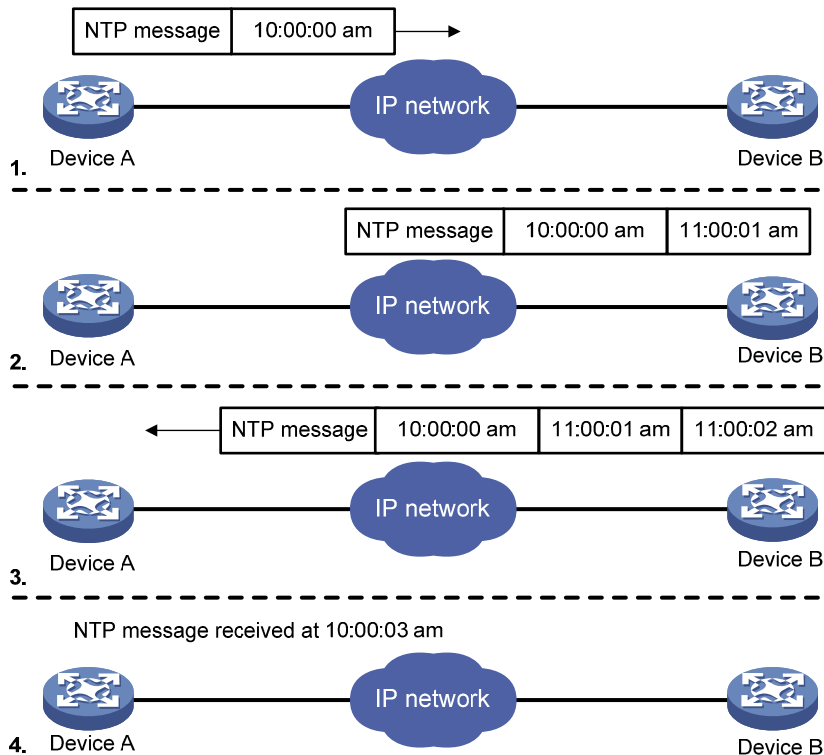 NTP message 10:00:00 am
IP network
Device A
Device B
1.
NTP message 10:00:00 am 11:00:01 am
IP network
Device A
Device B
2.
NTP message 10:00:00 am 11:00:01 am 11:00:02 am
IP network
Device A
Device B
3.
NTP message received at 10:00:03 am
IP network
Device A
Device B
4.